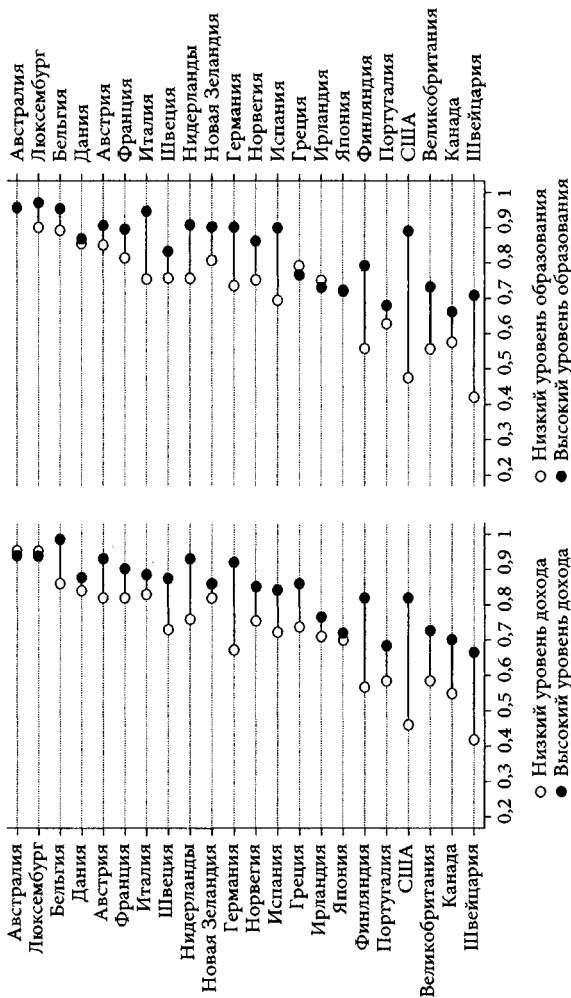 Австралия
Люксембург
Бельгия
Дания
Австрия
Франция
Италия
Швеция
Нидерланды
Новая Зеландия
Германия
Норвегия
Испания
Греция
Ирландия
Япония
Финляндия
Португалия
США
Великобритания
Канада
Швейцария
0,2 0,3 0,4 0,5 0,6 0,7 0,8 0,9 1
Низкий уровень дохода
Высокий уровень дохода
Австралия
Люксембург
Бельгия
Дания
Австрия
Франция
Италия
Швеция
Нидерланды
Новая Зеландия
Германия
Норвегия
Испания
Греция
Ирландия
Япония
Финляндия
Португалия
США
Великобритания
Канада
Швейцария
0,2 0,3 0,4 0,5 0,6 0,7 0,8 0,9 1
Низкий уровень образования
Высокий уровень образования